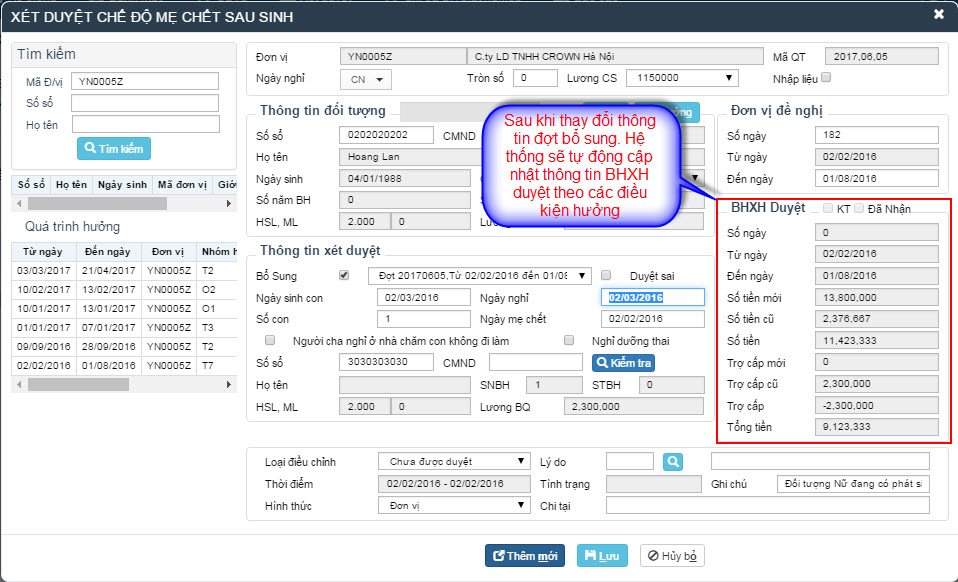 XÉT DUYỆT CHẾ ĐỘ MẸ CHẾT SAU SINH
Tìm kiếm
Mã Đ/vị YN0005Z
Số sổ
Họ tên
Tìm kiếm
Số sổ Họ tên Ngày sinh Mã đơn vị Giới
Quá trình hưởng
Từ ngày Đến ngày Đơn vị Nhóm h
03/03/2017 21/04/2017 YN0005Z T2
10/02/2017 13/02/2017 YN0005Z O2
10/01/2017 13/01/2017 YN0005Z O1
01/01/2017 07/01/2017 YN0005Z T3
09/09/2016 28/09/2016 YN0005Z T2
02/02/2016 01/08/2016 YN0005Z T7
Đơn vị YN0005Z C.ty LD TNHH CROWN Hà Nội Mã QT 2017.06,05
Ngày nghỉ CN Tròn số 0 Lương CS 1150000 Nhập liệu
Thông tin đối tượng
Số sổ 0202020202 CMND
Họ tên Hoang Lan
Ngày sinh 04/01/1988
Số năm BH 0
HSL, ML 2.000 0
Sau khi thay đổi thông
tin đợt bổ sung. Hệ
thống sẽ tự động cập
nhật thông tin BHXH
duyệt theo các điều
kiện hưởng
Đơn vị đề nghị
Số ngày 182
Từ ngày 02/02/2016
Đến ngày 01/08/2016
Thông tin xét duyệt
Bổ Sung Đợt 20170605,Từ 02/02/2016 đến 01/08 Duyệt sai
Ngày sinh con 02/03/2016 Ngày nghỉ 02/03/2016
Số con 1 Ngày mẹ chết 02/02/2016
Người cha nghỉ ở nhà chăm con không đi làm Nghỉ dưỡng thai
Số sổ 3030303030 CMND Kiểm tra
Họ tên SNBH 1 STBH 0
HSL, ML 2.000 0 Lương BQ 2,300,000
BHXH Duyệt KT Đã Nhận
Số ngày 0
Từ ngày 02/02/2016
Đến ngày 01/08/2016
Số tiền mới 13,800,000
Số tiền cũ 2,376,667
Số tiền 11,423,333
Trợ cấp mới 0
Trợ cấp cũ 2,300,000
Trợ cấp -2,300,000
Tổng tiền 9,123,333
Loại điều chỉnh Chưa được duyệt Lý do
Thời điểm 02/02/2016 - 02/02/2016 Tình trạng Ghi chú Đối tượng Nữ đang có phát si
Hình thức Đơn vị Chi tại
Thêm mới Lưu Hủy bỏ